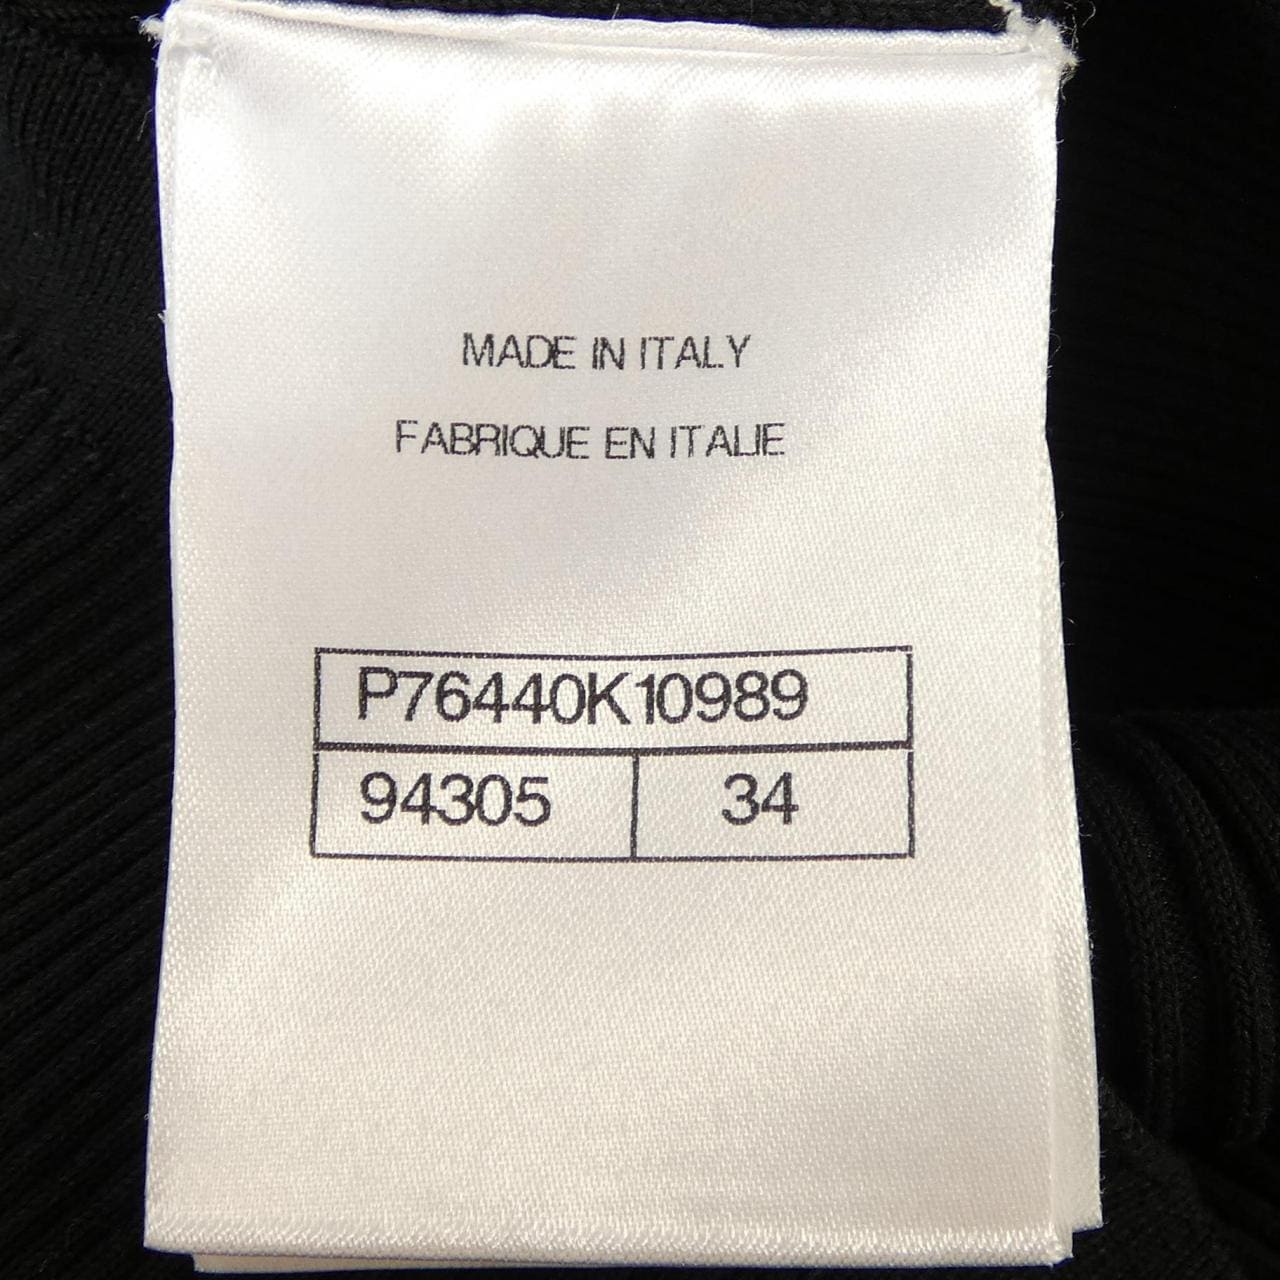 MADE IN ITALY
FABRIQUE EN ITALIE
P76440K10989
94305 34